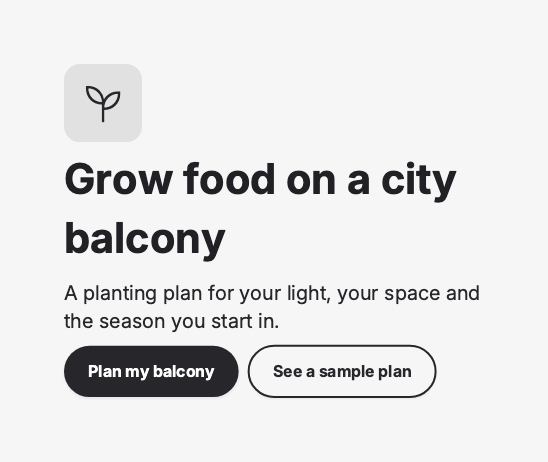 Grow food on a city
balcony
A planting plan for your light, your space and
the season you start in.
Plan my balcony
See a sample plan